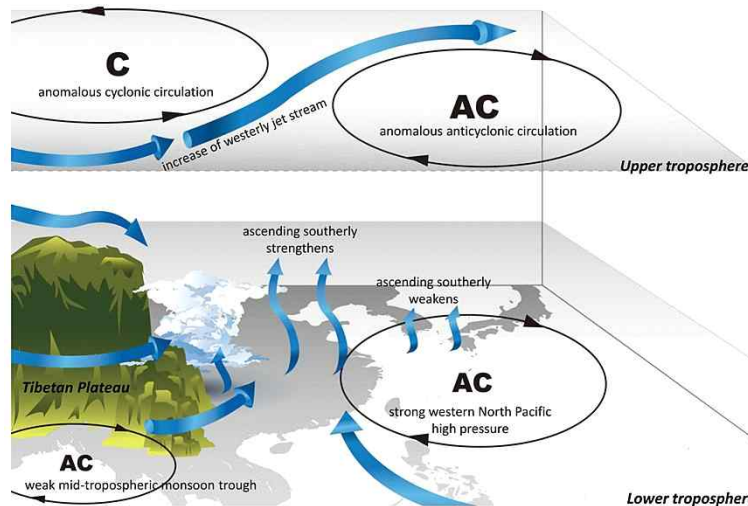 C
anomalous cyclonic circulation
AC
anomalous anticyclonic circulation
increase of westerly jet stream
Upper troposphere
ascending southerly
strengthens
ascending southerly
weakens
Tibetan Plateau
AC
strong western North Pacific
high pressure
AC
weak mid-tropospheric monsoon trough
Lower tropospher